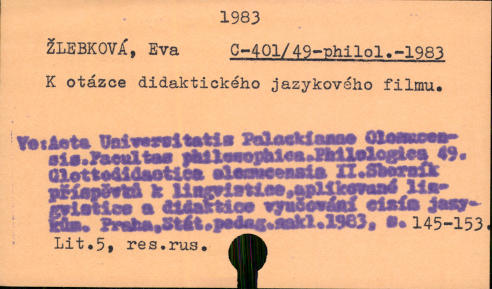 1983
ŽLEBKOVÁ, Eva C-401/49-philol.-1983
K otázce didaktického jazykového filmu.
Ve:Acta Universitatis Palackianae Olomucen-
sis.Facultas philosophica.Philologica 49.
Glottodidactica olomucensia II.Sborník
příspěvků k lingvistice,aplikované lin-
gvistice a didaktice vyučování cizím jazy-
kům. Praha,Stát.pedag.nakl.1983, s. 145-153.
Lit.5, res.rus.